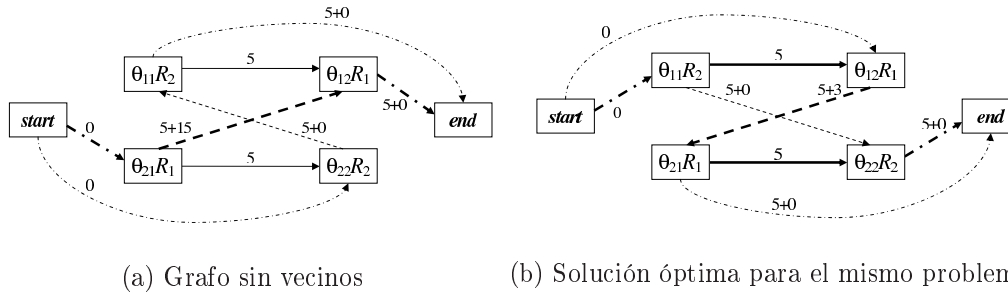 5+0
0
θ11R2
5
θ12R1
θ11R2
5
θ12R1
start
0
5+15
5+0
5+0
end
start
0
5+0
5+3
5+0
end
θ21R1
5
θ22R2
θ21R1
5
θ22R2
0
5+0
(a) Grafo sin vecinos
(b) Solución óptima para el mismo problem